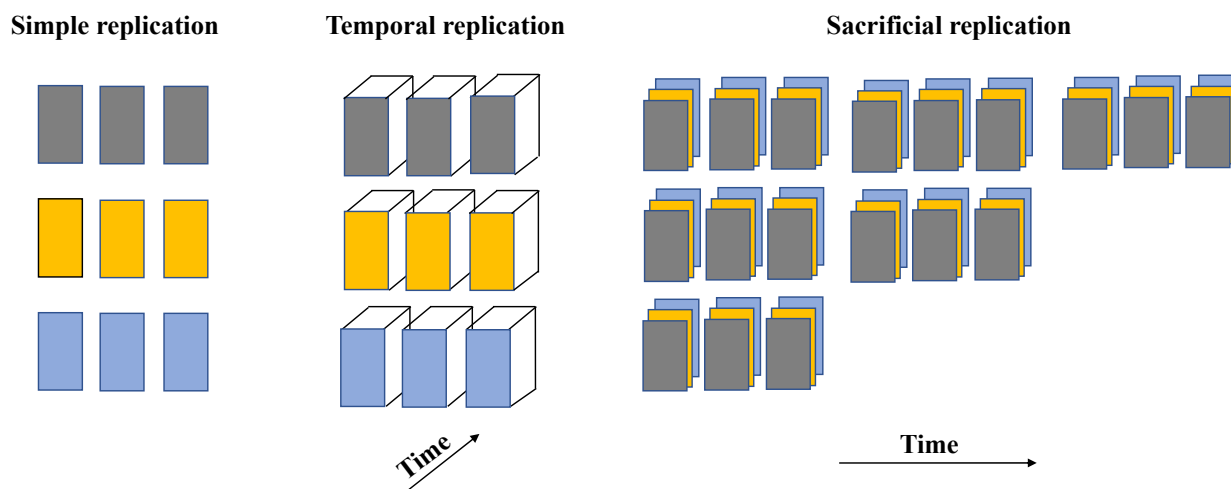 Simple replication
Temporal replication
Sacrificial replication
Time
Time